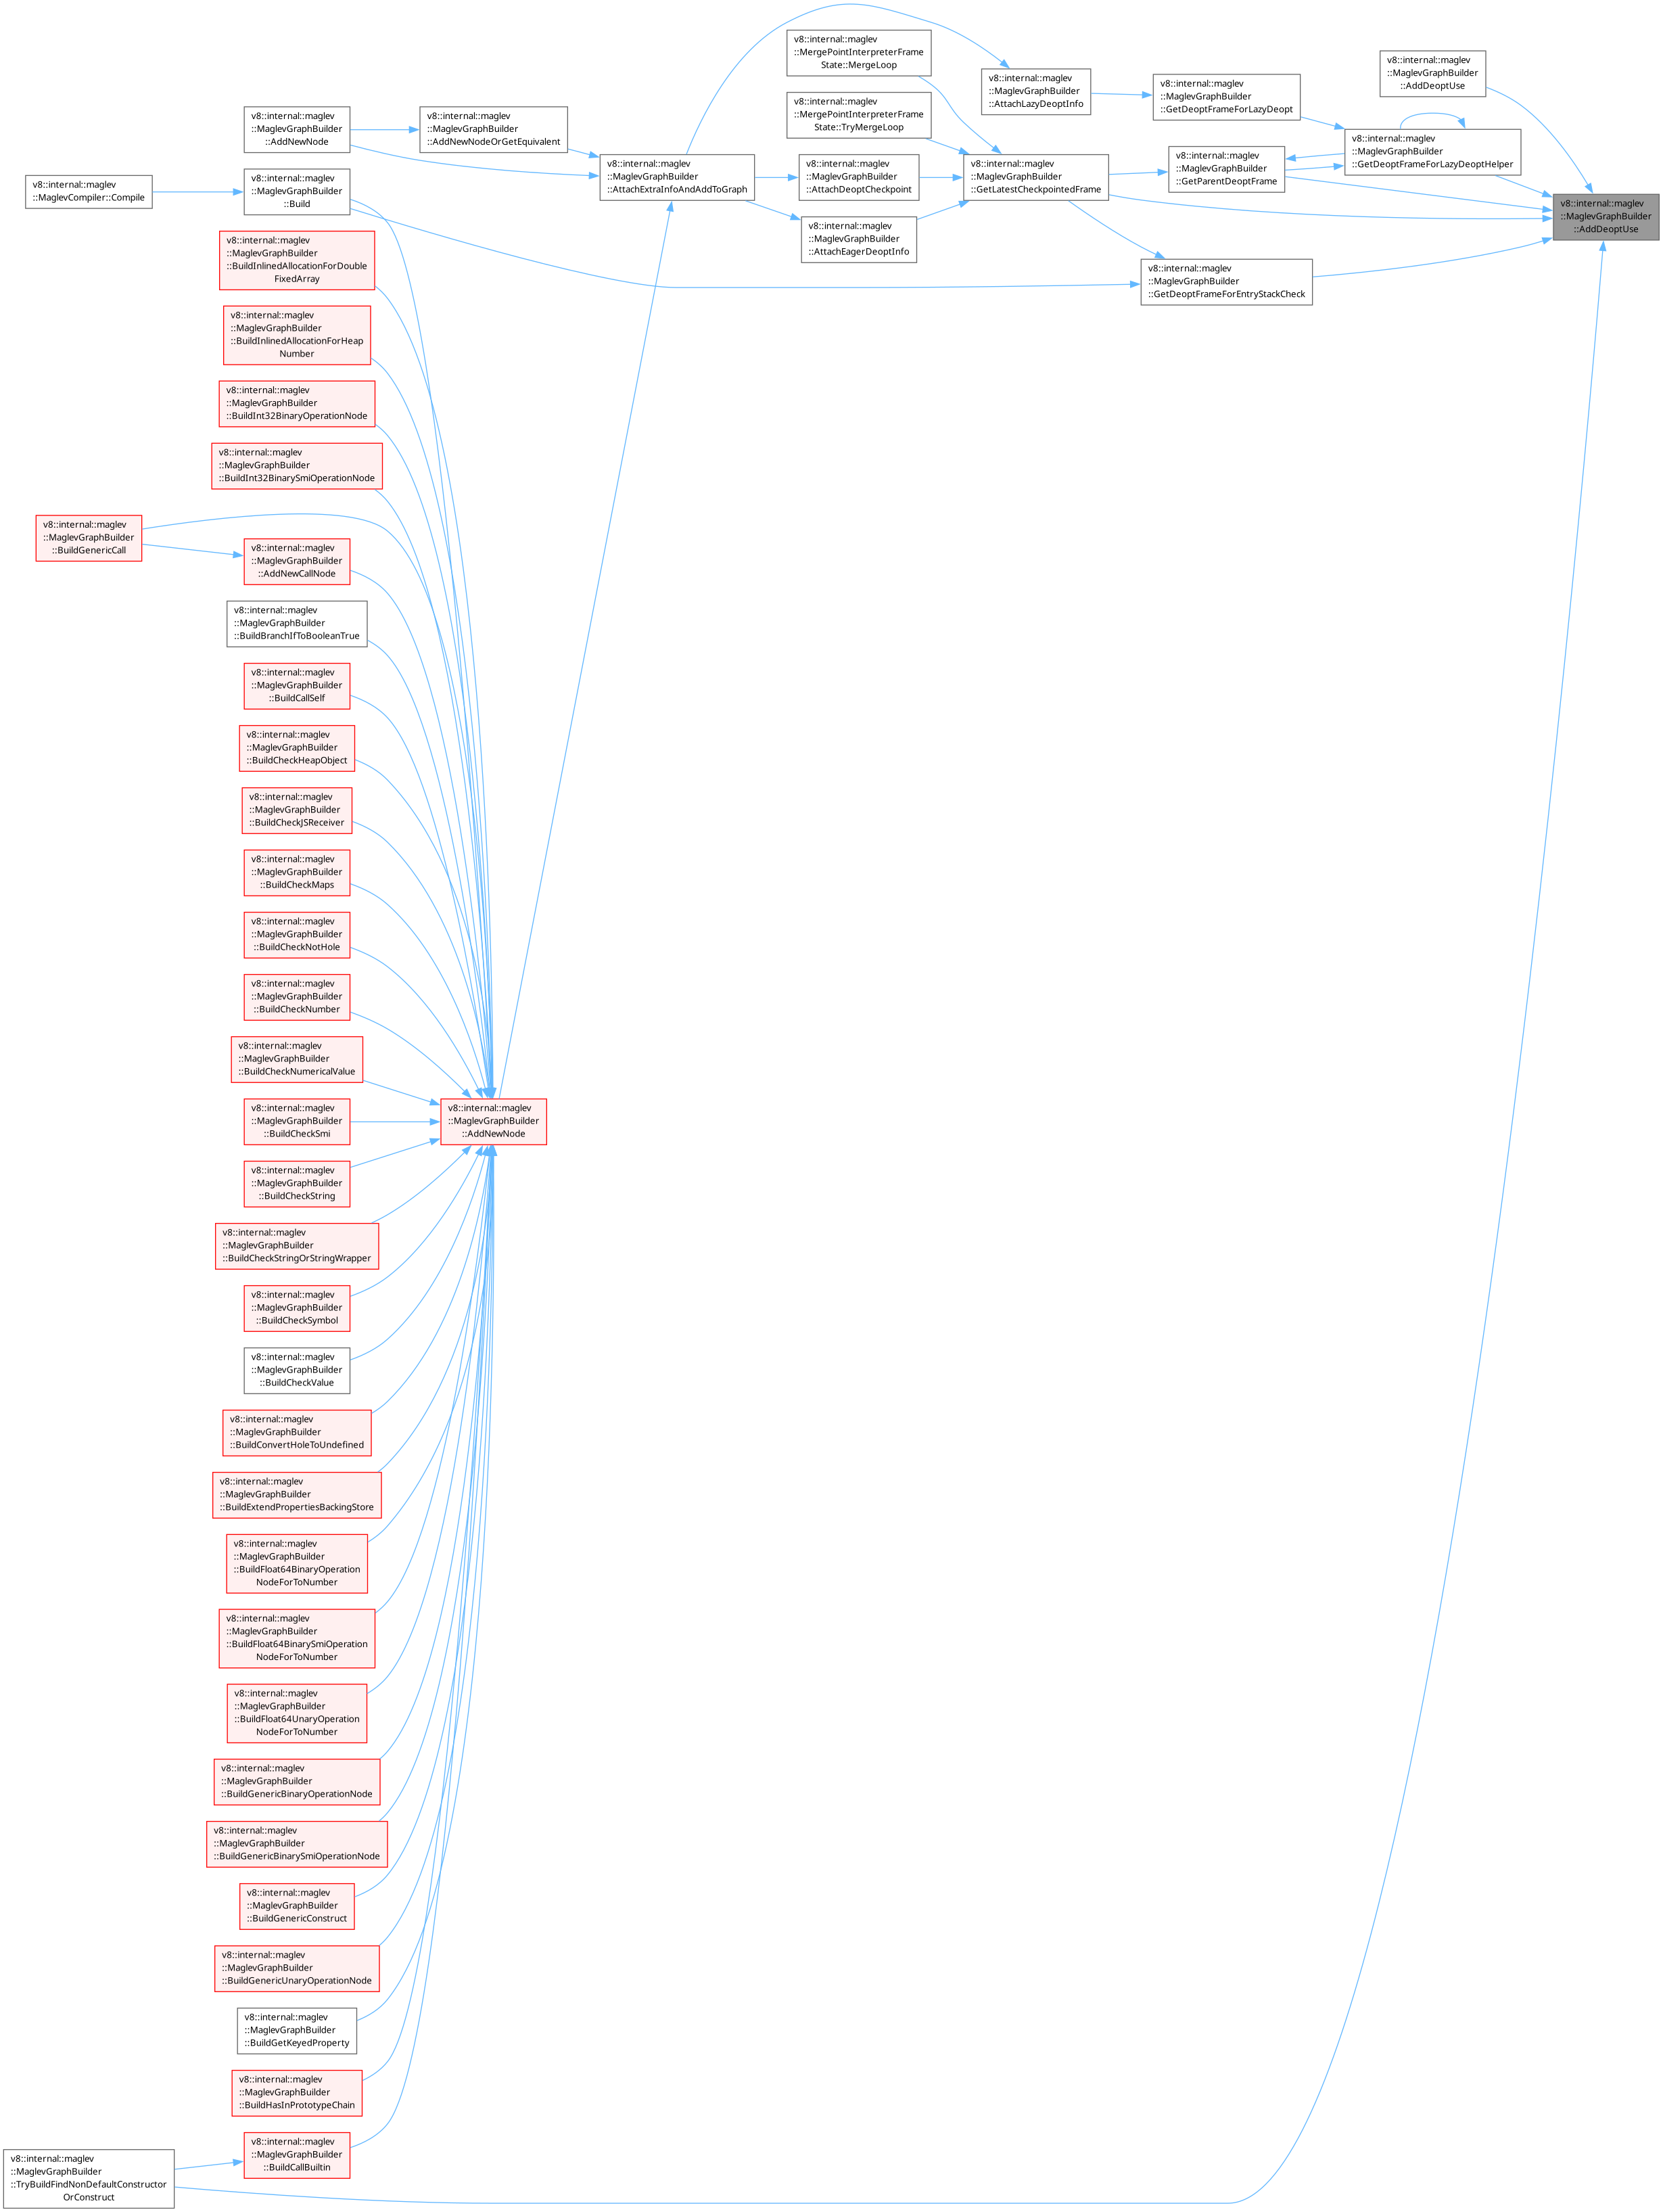 v8::internal::maglev
::MergePointInterpreterFrame
State::MergeLoop
v8::internal::maglev
::MaglevGraphBuilder
::AddDeoptUse
v8::internal::maglev
::MaglevGraphBuilder
::AttachLazyDeoptInfo
v8::internal::maglev
::MaglevGraphBuilder
::GetDeoptFrameForLazyDeopt
v8::internal::maglev
::MergePointInterpreterFrame
State::TryMergeLoop
v8::internal::maglev
::MaglevGraphBuilder
::AddNewNode
v8::internal::maglev
::MaglevGraphBuilder
::AddNewNodeOrGetEquivalent
v8::internal::maglev
::MaglevGraphBuilder
::GetDeoptFrameForLazyDeoptHelper
v8::internal::maglev
::MaglevGraphBuilder
::AttachExtraInfoAndAddToGraph
v8::internal::maglev
::MaglevGraphBuilder
::AttachDeoptCheckpoint
v8::internal::maglev
::MaglevGraphBuilder
::GetLatestCheckpointedFrame
v8::internal::maglev
::MaglevGraphBuilder
::GetParentDeoptFrame
v8::internal::maglev
::MaglevCompiler::Compile
v8::internal::maglev
::MaglevGraphBuilder
::Build
v8::internal::maglev
::MaglevGraphBuilder
::AddDeoptUse
v8::internal::maglev
::MaglevGraphBuilder
::AttachEagerDeoptInfo
v8::internal::maglev
::MaglevGraphBuilder
::BuildInlinedAllocationForDouble
FixedArray
v8::internal::maglev
::MaglevGraphBuilder
::GetDeoptFrameForEntryStackCheck
v8::internal::maglev
::MaglevGraphBuilder
::BuildInlinedAllocationForHeap
Number
v8::internal::maglev
::MaglevGraphBuilder
::BuildInt32BinaryOperationNode
v8::internal::maglev
::MaglevGraphBuilder
::BuildInt32BinarySmiOperationNode
v8::internal::maglev
::MaglevGraphBuilder
::BuildGenericCall
v8::internal::maglev
::MaglevGraphBuilder
::AddNewCallNode
v8::internal::maglev
::MaglevGraphBuilder
::BuildBranchIfToBooleanTrue
v8::internal::maglev
::MaglevGraphBuilder
::BuildCallSelf
v8::internal::maglev
::MaglevGraphBuilder
::BuildCheckHeapObject
v8::internal::maglev
::MaglevGraphBuilder
::BuildCheckJSReceiver
v8::internal::maglev
::MaglevGraphBuilder
::BuildCheckMaps
v8::internal::maglev
::MaglevGraphBuilder
::BuildCheckNotHole
v8::internal::maglev
::MaglevGraphBuilder
::BuildCheckNumber
v8::internal::maglev
::MaglevGraphBuilder
::BuildCheckNumericalValue
v8::internal::maglev
::MaglevGraphBuilder
::BuildCheckSmi
v8::internal::maglev
::MaglevGraphBuilder
::AddNewNode
v8::internal::maglev
::MaglevGraphBuilder
::BuildCheckString
v8::internal::maglev
::MaglevGraphBuilder
::BuildCheckStringOrStringWrapper
v8::internal::maglev
::MaglevGraphBuilder
::BuildCheckSymbol
v8::internal::maglev
::MaglevGraphBuilder
::BuildCheckValue
v8::internal::maglev
::MaglevGraphBuilder
::BuildConvertHoleToUndefined
v8::internal::maglev
::MaglevGraphBuilder
::BuildExtendPropertiesBackingStore
v8::internal::maglev
::MaglevGraphBuilder
::BuildFloat64BinaryOperation
NodeForToNumber
v8::internal::maglev
::MaglevGraphBuilder
::BuildFloat64BinarySmiOperation
NodeForToNumber
v8::internal::maglev
::MaglevGraphBuilder
::BuildFloat64UnaryOperation
NodeForToNumber
v8::internal::maglev
::MaglevGraphBuilder
::BuildGenericBinaryOperationNode
v8::internal::maglev
::MaglevGraphBuilder
::BuildGenericBinarySmiOperationNode
v8::internal::maglev
::MaglevGraphBuilder
::BuildGenericConstruct
v8::internal::maglev
::MaglevGraphBuilder
::BuildGenericUnaryOperationNode
v8::internal::maglev
::MaglevGraphBuilder
::BuildGetKeyedProperty
v8::internal::maglev
::MaglevGraphBuilder
::BuildHasInPrototypeChain
v8::internal::maglev
::MaglevGraphBuilder
::BuildCallBuiltin
v8::internal::maglev
::MaglevGraphBuilder
::TryBuildFindNonDefaultConstructor
OrConstruct